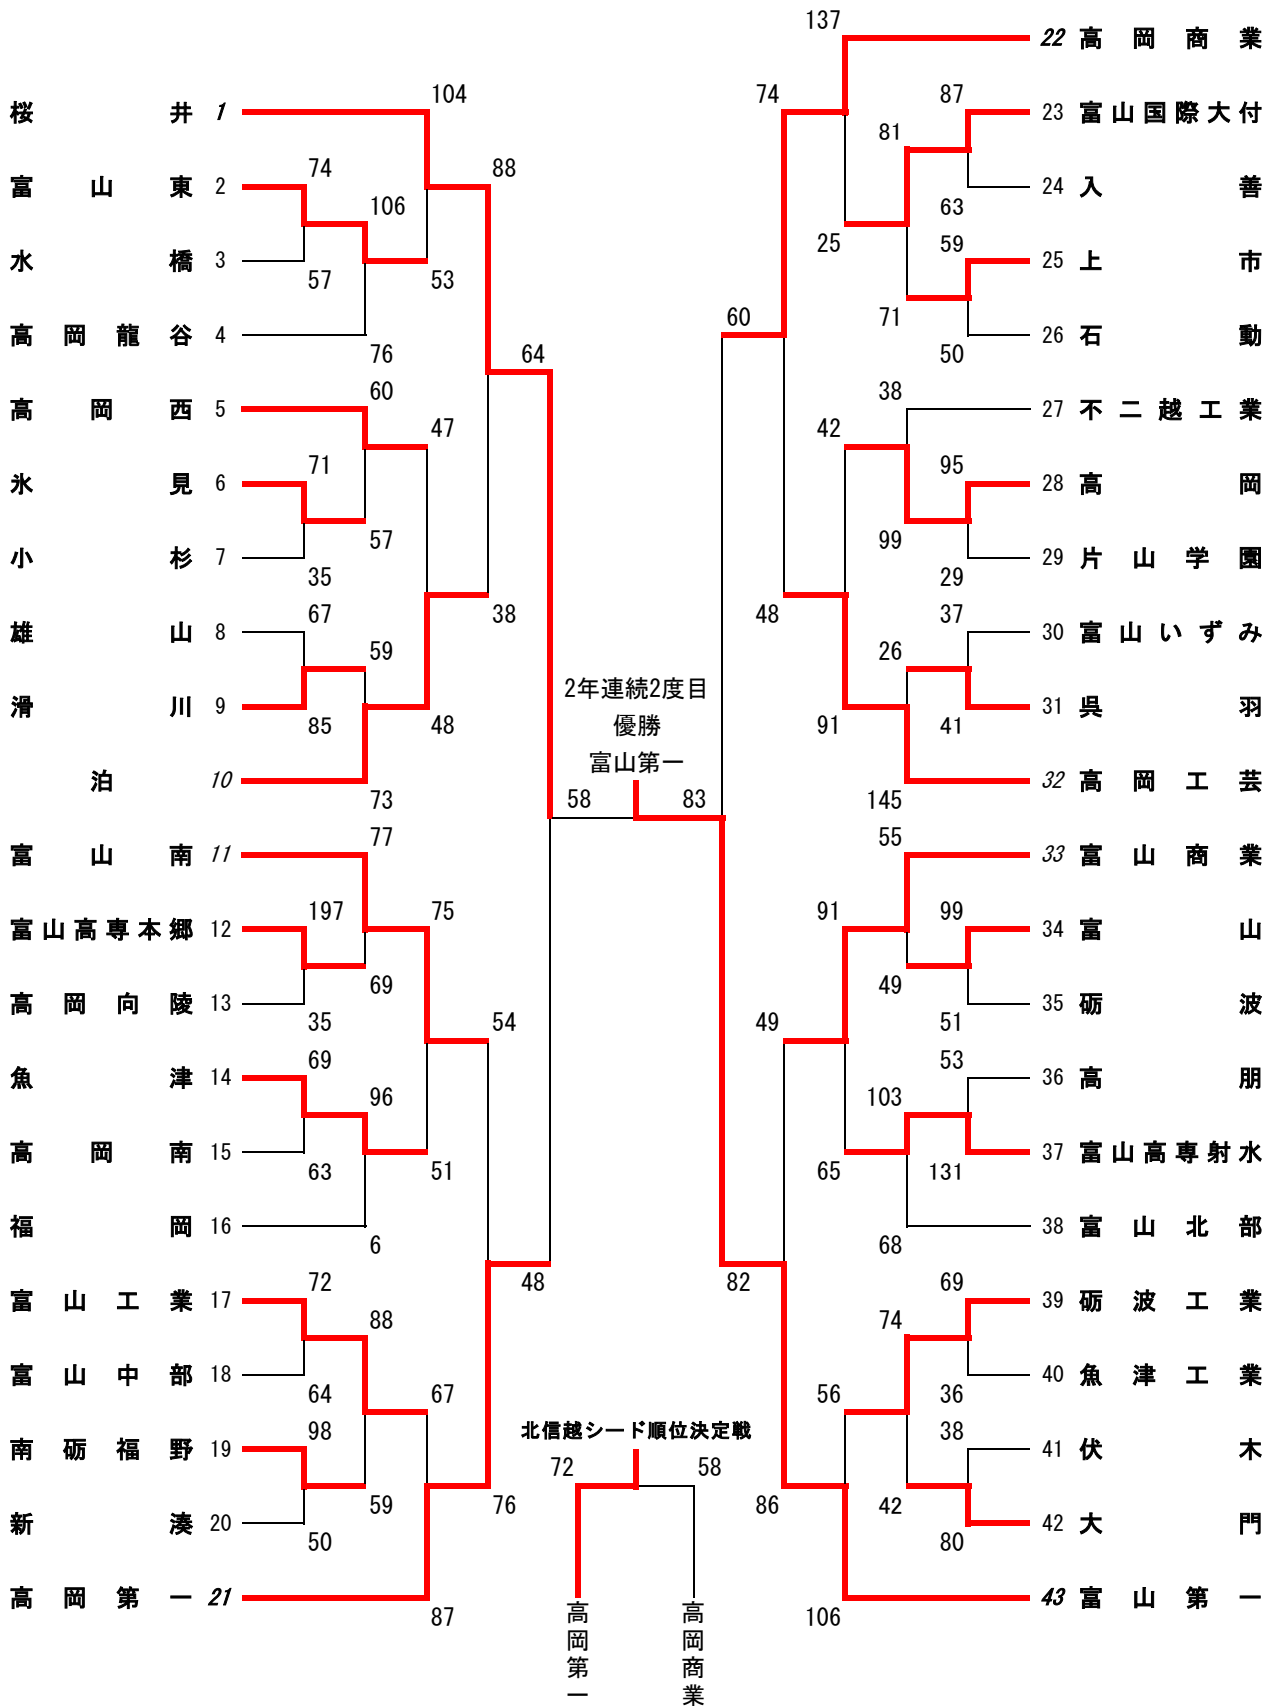 137
22 高岡商業
104
74
87
桜井 1
23 富山国際大付
81
74
88
富山東 2
106
24 入善
63
水橋 3
57
53
25
59
25 上市
高岡龍谷 4
76
64
60
71
50
26 石動
60
38
高岡西 5
47
42
27 不二越工業
71
95
氷見 6
28 高岡
57
99
小杉 7
35
29
29 片山学園
67
38
48
37
雄山 8
59
26
30 富山いずみ
2年連続2度目
滑川 9
85
48
優勝
91
41
31 呉羽
富山第一
泊 10
73
58
83
145
32 高岡工芸
77
55
富山南 11
33 富山商業
197
75
91
99
富山高専本郷 12
34 富山
69
49
高岡向陵 13
35
54
49
51
35 砺波
69
53
魚津 14
96
103
36 高朋
高岡南 15
63
51
65
131
37 富山高専射水
福岡 16
6
68
38 富山北部
72
48
82
69
富山工業 17
88
74
39 砺波工業
富山中部 18
64
67
56
36
40 魚津工業
98
北信越シード順位決定戦
38
南砺福野 19
72
58
41 伏木
59
76
86
42
新湊 20
50
80
42 大門
高岡第一 21
87
高岡第一
高岡商業
106
43 富山第一